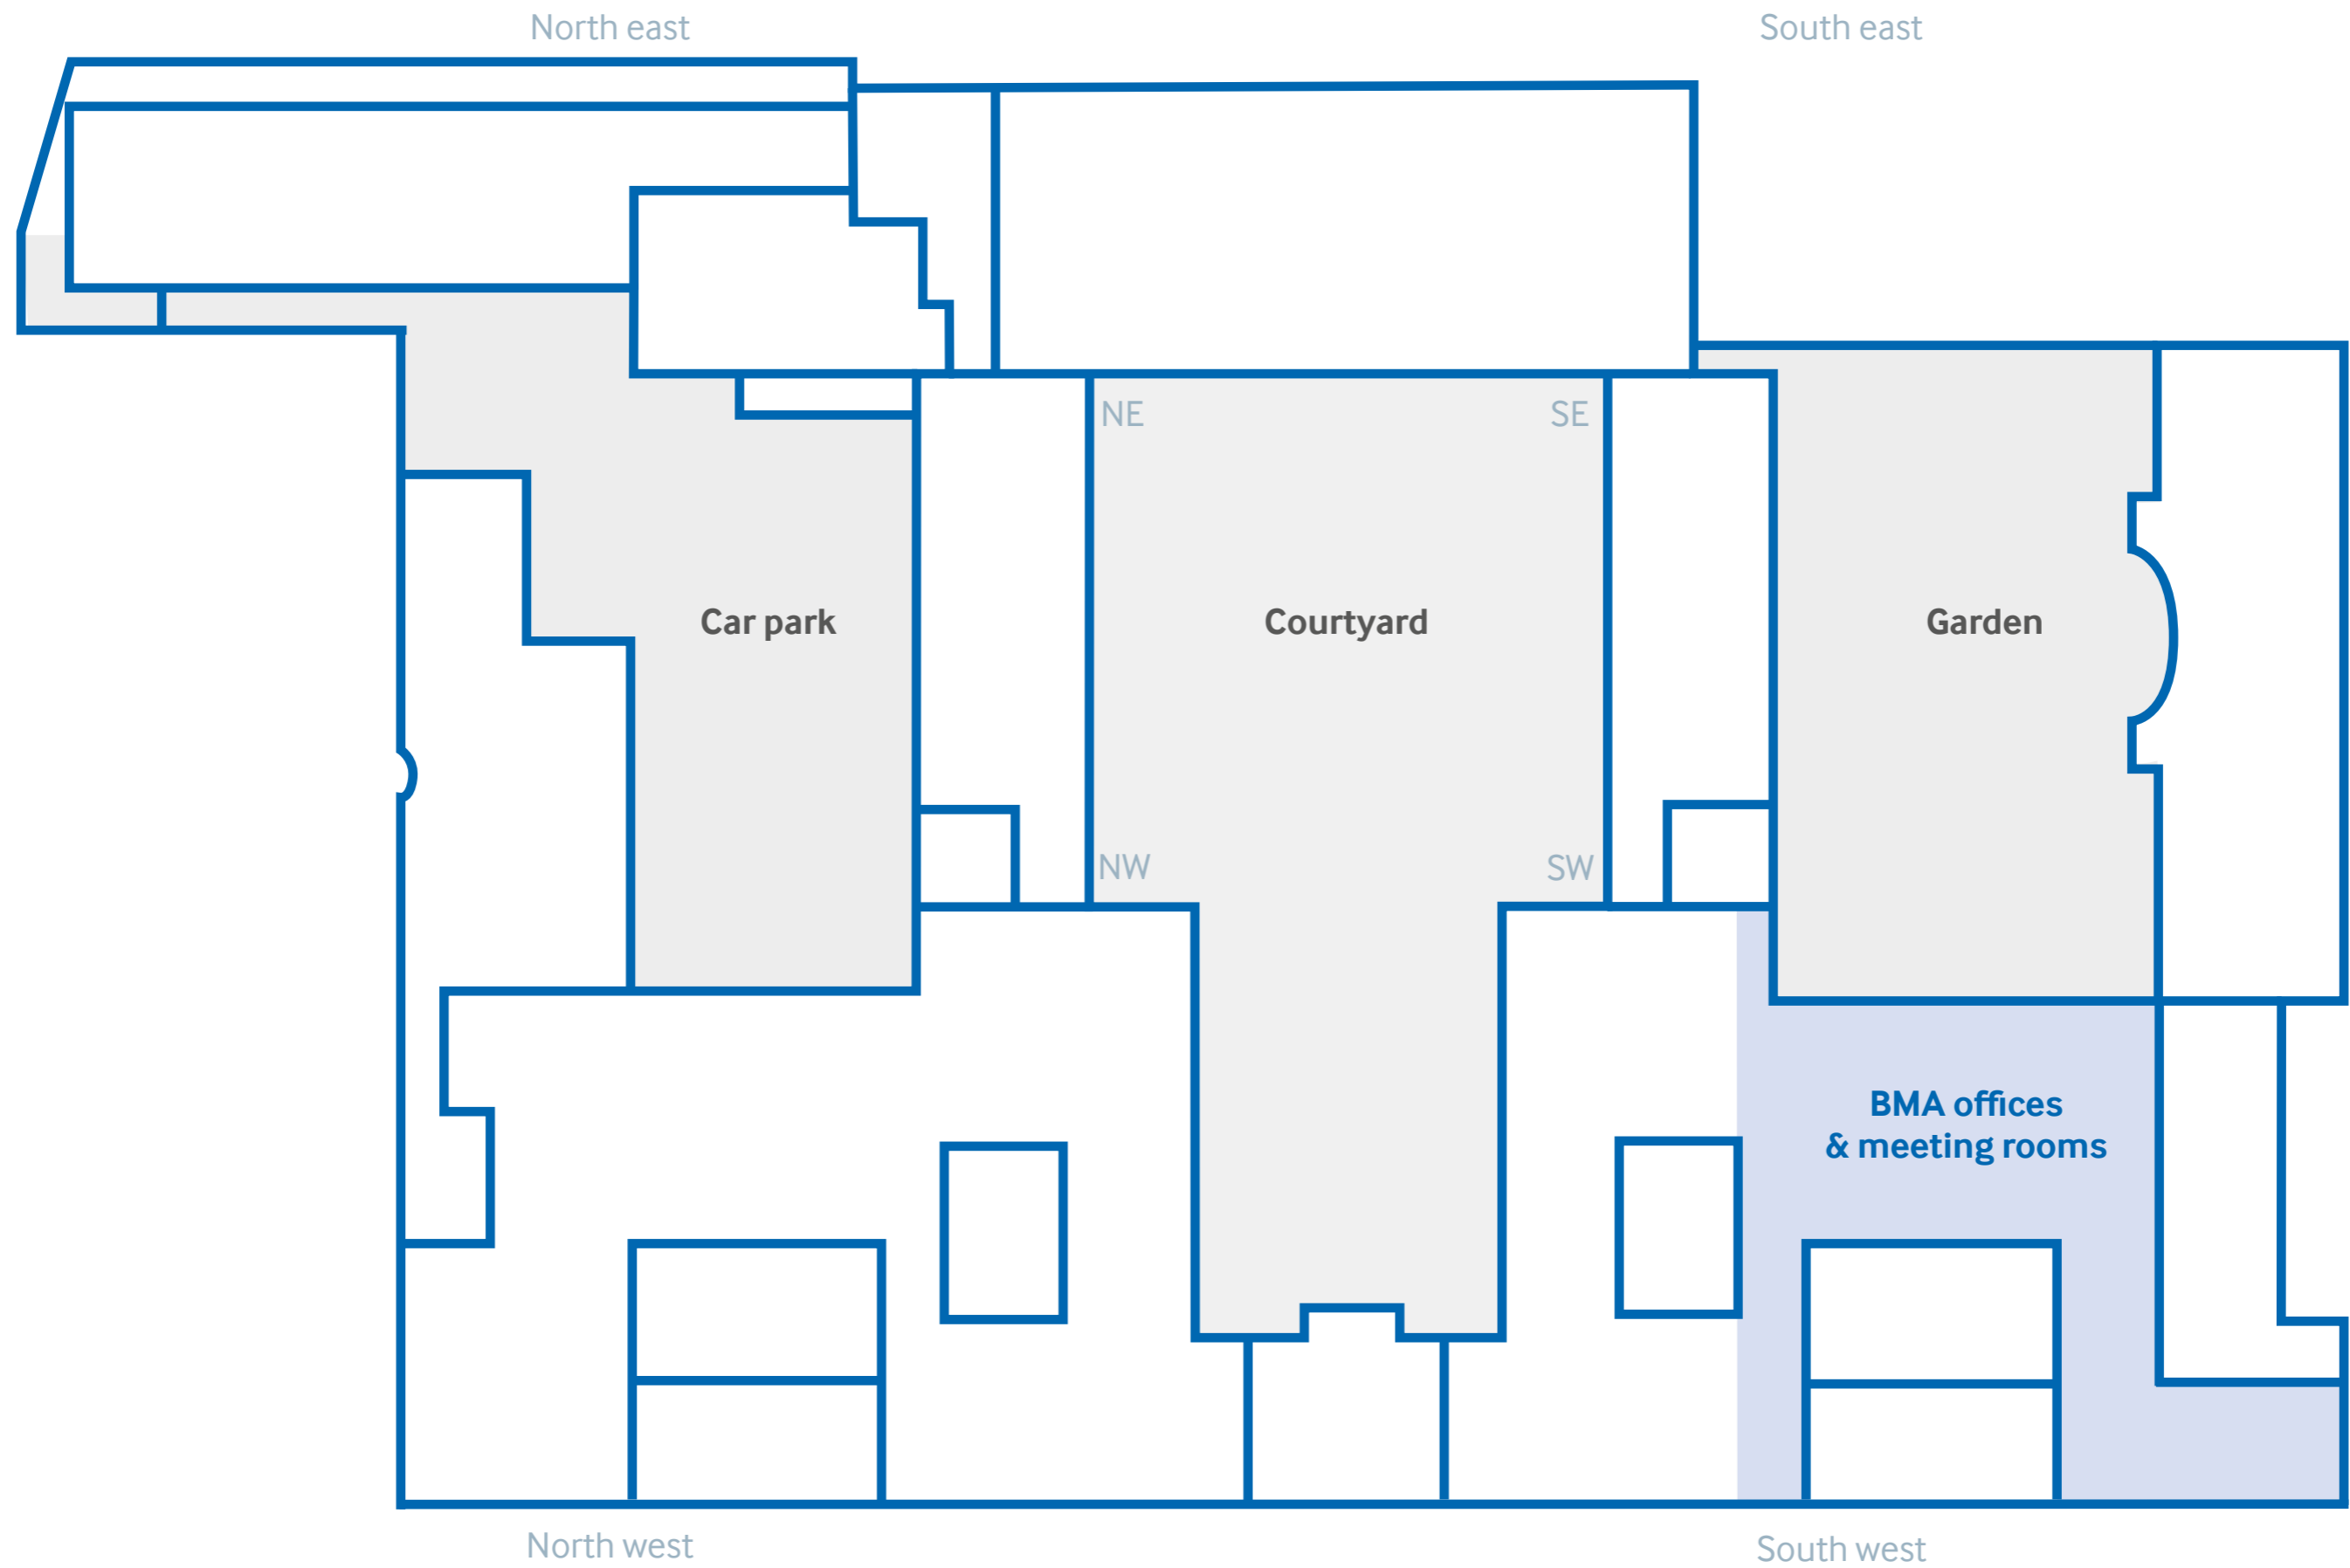 North east
South east
NE
SE
Car park
Courtyard
Garden
NW
SW
BMA offices
& meeting rooms
North west
South west